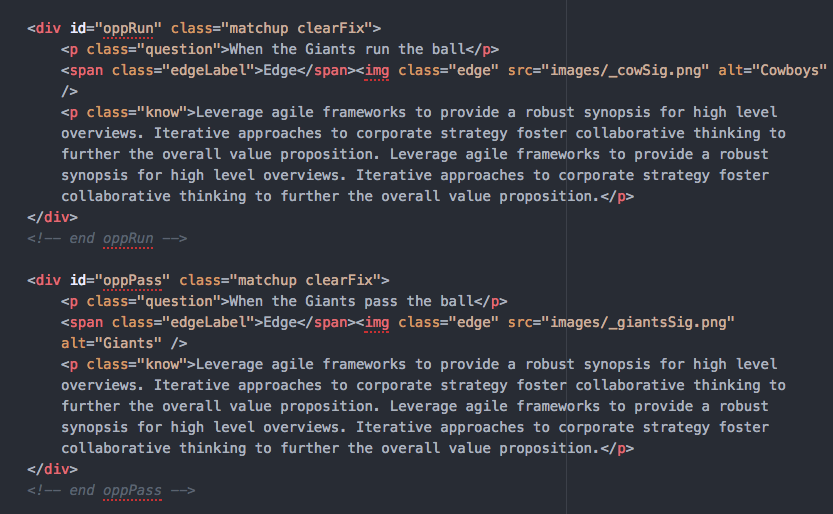 <div id="oppRun" class="matchup clearFix">
<p class="question">When the Giants run the ball</p>
<span class="edgeLabel">Edge</span><img class="edge" src="images/_cowSig.png" alt="Cowboys"
/>
<p class="know">Leverage agile frameworks to provide a robust synopsis for high level
overviews. Iterative approaches to corporate strategy foster collaborative thinking to
further the overall value proposition. Leverage agile frameworks to provide a robust
synopsis for high level overviews. Iterative approaches to corporate strategy foster
collaborative thinking to further the overall value proposition.</p>
</div>
<!-- end oppRun -->
<div id="oppPass" class="matchup clearFix">
<p class="question">When the Giants pass the ball</p>
<span class="edgeLabel">Edge</span><img class="edge" src="images/_giantsSig.png"
alt="Giants" />
<p class="know">Leverage agile frameworks to provide a robust synopsis for high level
overviews. Iterative approaches to corporate strategy foster collaborative thinking to
further the overall value proposition. Leverage agile frameworks to provide a robust
synopsis for high level overviews. Iterative approaches to corporate strategy foster
collaborative thinking to further the overall value proposition.</p>
</div>
<!-- end oppPass -->